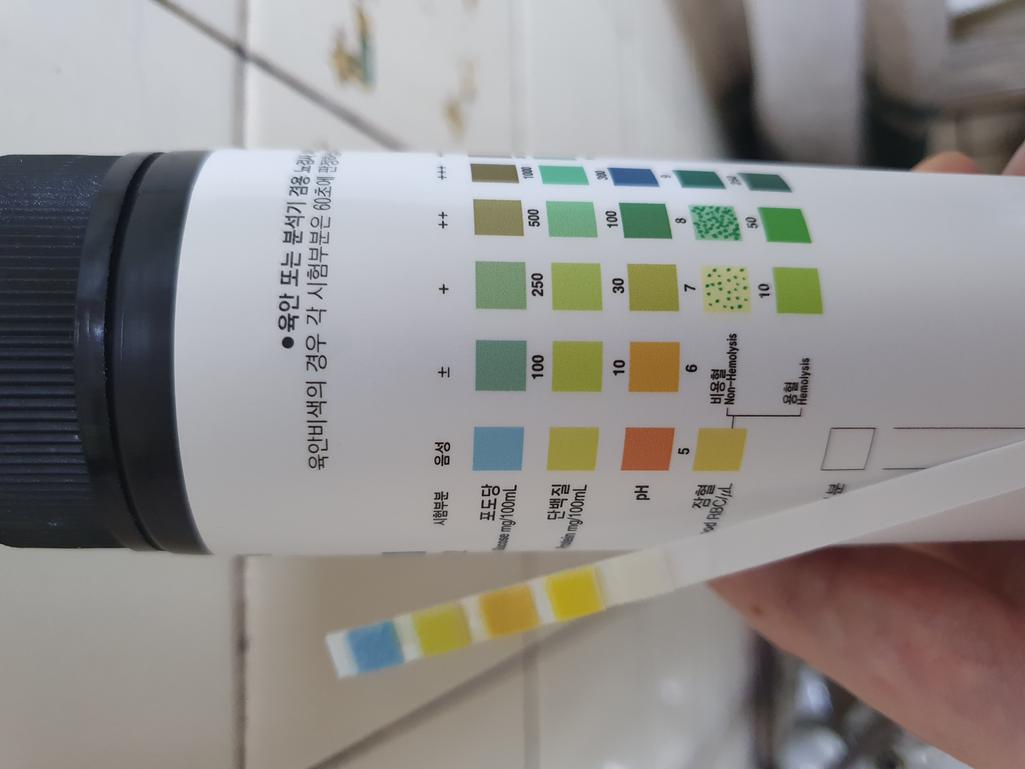 ●육안 또는 분석기 겸용
육안비색의 경우 각 시험부분은 60초에
시험부분 음성 ± + ++ +++
포도당
mg/100mL 100 250 500 1000
단백질
mg/100mL 10 30 100 300
pH 5 6 7 8 9
잠혈
RBC/μL
비용혈
Non-Hemolysis
용혈
Hemolysis
10 50